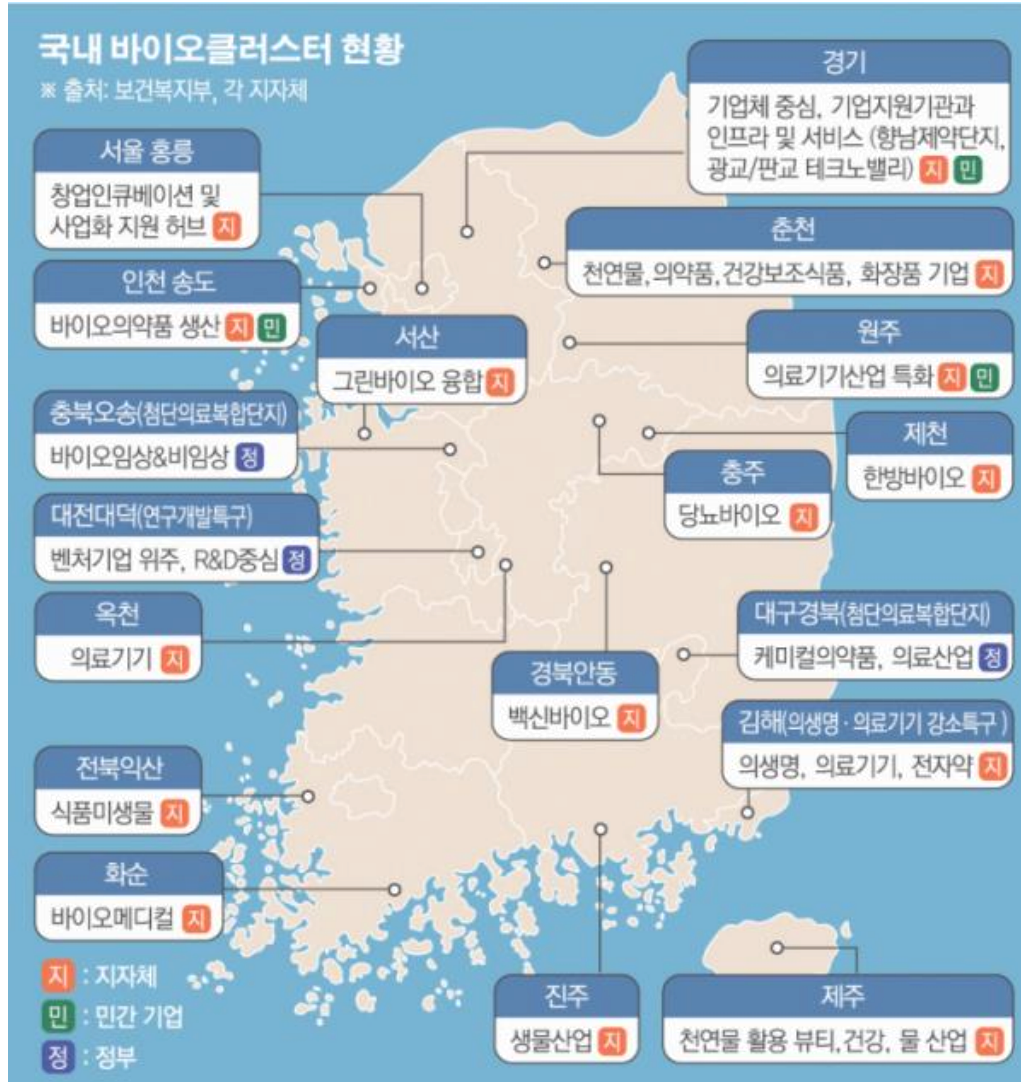 국내 바이오클러스터 현황
※ 출처: 보건복지부, 각 지자체
경기
기업체 중심, 기업지원기관과
인프라 및 서비스 (향남제약단지,
광교/판교 테크노밸리) 지 민
서울 홍릉
창업인큐베이션 및
사업화 지원 허브 지
춘천
천연물, 의약품, 건강보조식품, 화장품 기업 지
인천 송도
바이오의약품 생산 지 민
서산
그린바이오 융합 지
원주
의료기기산업 특화 지 민
충북오송(첨단의료복합단지)
바이오임상&비임상 정
제천
한방바이오 지
충주
당뇨바이오 지
대전대덕(연구개발특구)
벤처기업 위주, R&D중심 정
옥천
의료기기 지
대구경북(첨단의료복합단지)
케미컬의약품, 의료산업 정
경북안동
백신바이오 지
김해(의생명·의료기기 강소특구)
의생명, 의료기기, 전자약 지
전북익산
식품미생물 지
화순
바이오메디컬 지
진주
생물산업 지
제주
천연물 활용 뷰티, 건강, 물 산업 지
지 : 지자체
민 : 민간 기업
정 : 정부